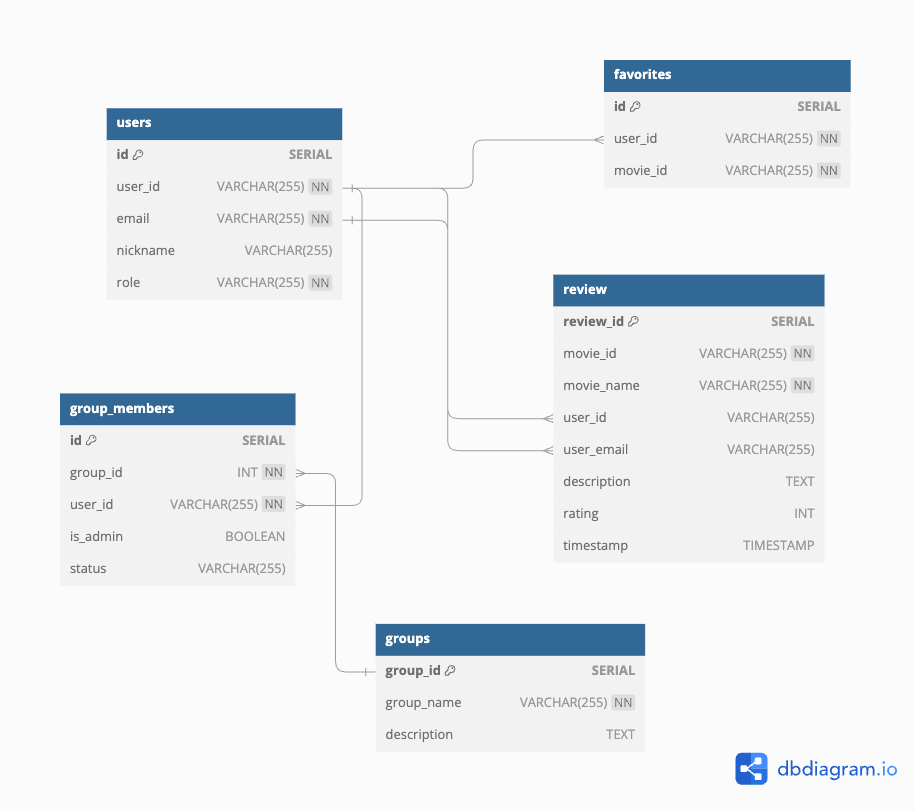 users
id SERIAL
user_id VARCHAR(255) NN
email VARCHAR(255) NN
nickname VARCHAR(255)
role VARCHAR(255) NN
favorites
id SERIAL
user_id VARCHAR(255) NN
movie_id VARCHAR(255) NN
review
review_id SERIAL
movie_id VARCHAR(255) NN
movie_name VARCHAR(255) NN
user_id VARCHAR(255)
user_email VARCHAR(255)
description TEXT
rating INT
timestamp TIMESTAMP
group_members
id SERIAL
group_id INT NN
user_id VARCHAR(255) NN
is_admin BOOLEAN
status VARCHAR(255)
groups
group_id SERIAL
group_name VARCHAR(255) NN
description TEXT
dbdiagram.io